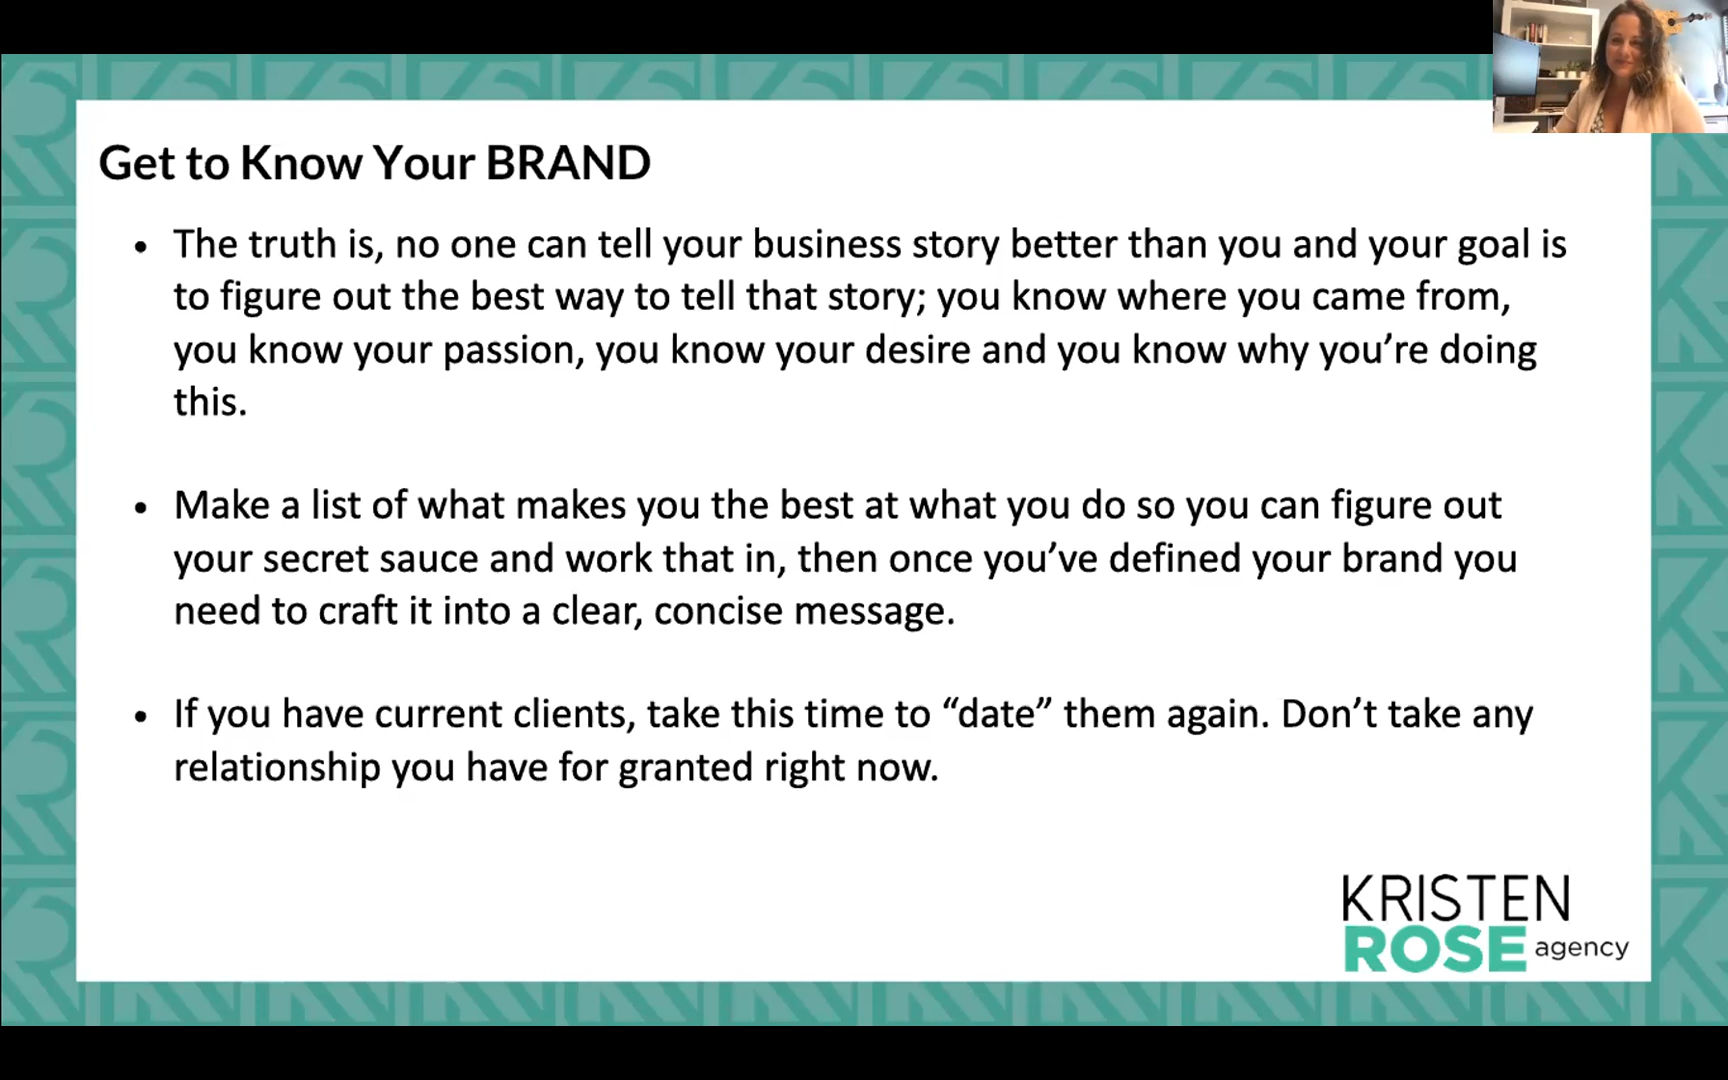 Get to Know Your BRAND
• The truth is, no one can tell your business story better than you and your goal is
to figure out the best way to tell that story; you know where you came from,
you know your passion, you know your desire and you know why you’re doing
this.
• Make a list of what makes you the best at what you do so you can figure out
your secret sauce and work that in, then once you’ve defined your brand you
need to craft it into a clear, concise message.
• If you have current clients, take this time to “date” them again. Don’t take any
relationship you have for granted right now.
KRISTEN
ROSE agency